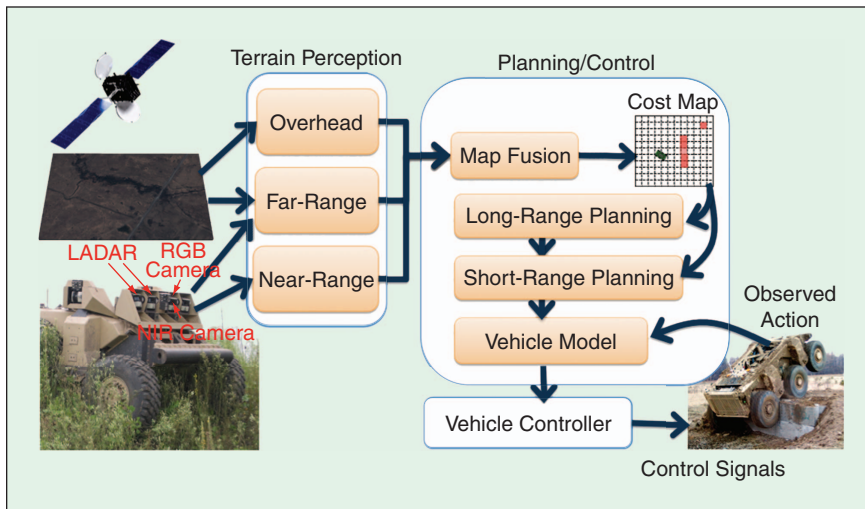 Terrain Perception
Overhead
Far-Range
Near-Range
LADAR
RGB
Camera
NIR Camera
Planning/Control
Cost Map
Map Fusion
Long-Range Planning
Short-Range Planning
Vehicle Model
Observed
Action
Vehicle Controller
Control Signals